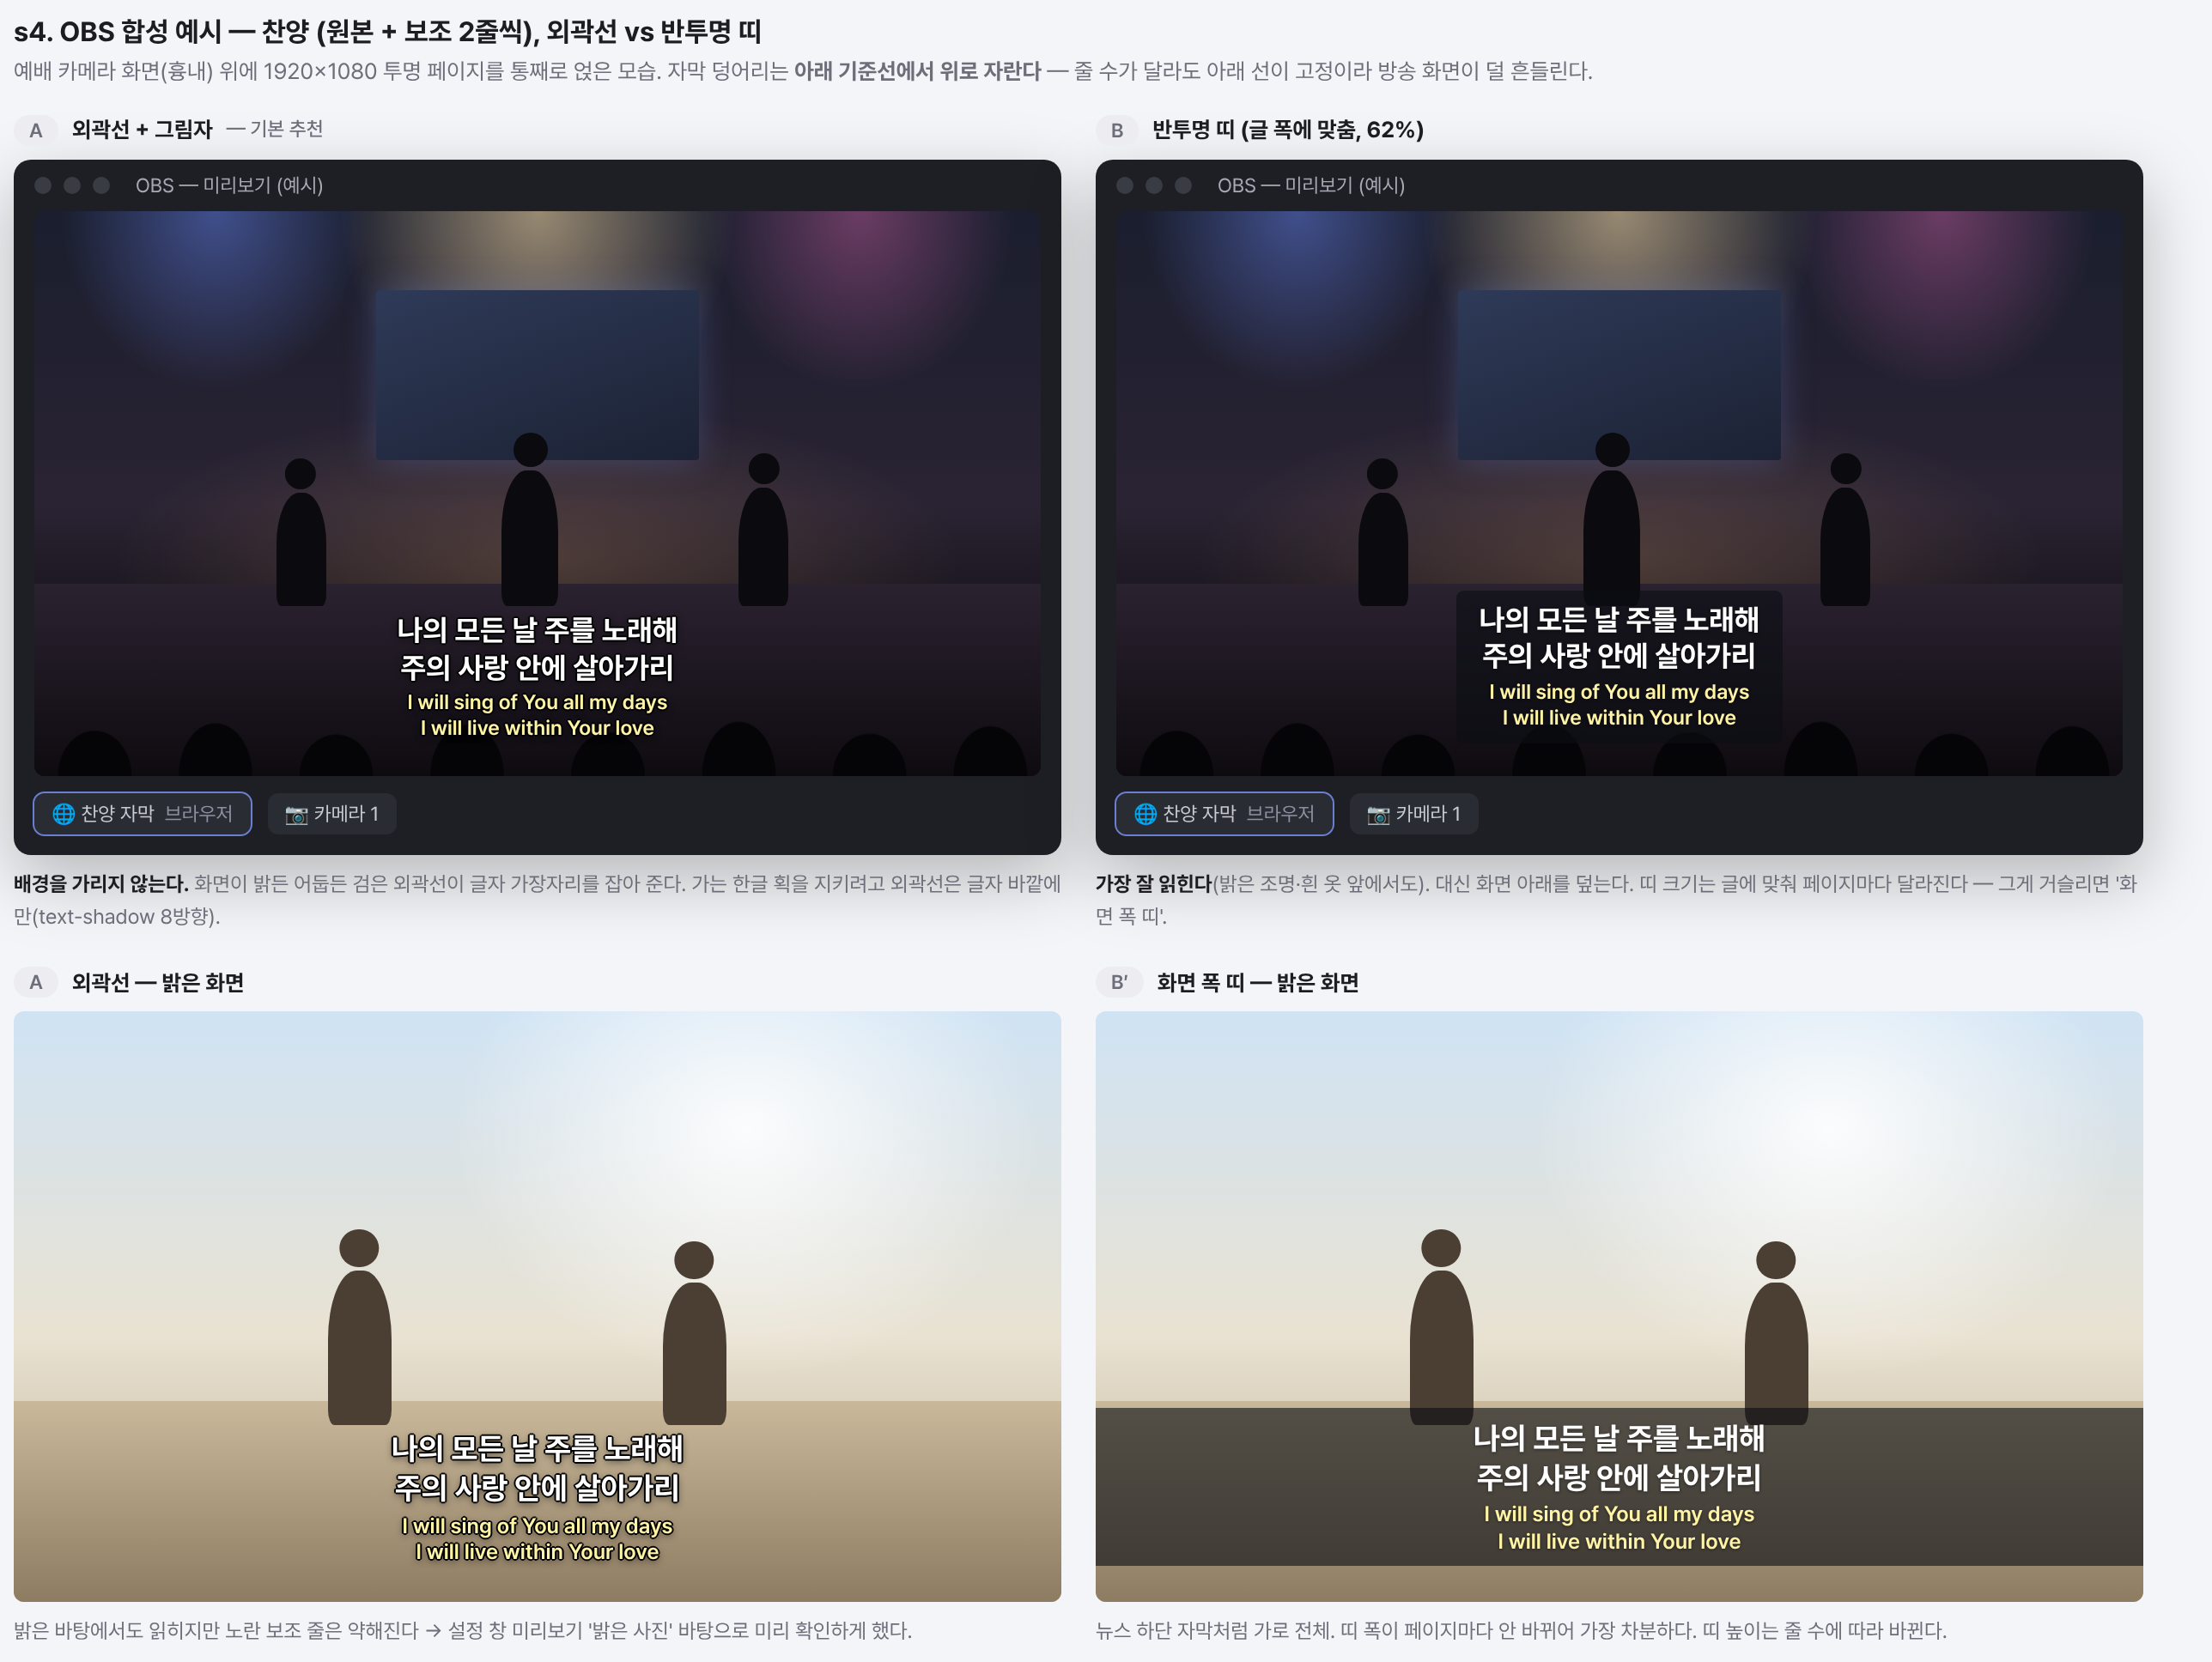 s4. OBS 합성 예시 — 찬양 (원본 + 보조 2줄씩), 외곽선 vs 반투명 띠
예배 카메라 화면(흉내) 위에 1920×1080 투명 페이지를 통째로 얹은 모습. 자막 덩어리는 아래 기준선에서 위로 자란다 — 줄 수가 달라도 아래 선이 고정이라 방송 화면이 덜 흔들린다.
A 외곽선 + 그림자 — 기본 추천
OBS — 미리보기 (예시)
나의 모든 날 주를 노래해
주의 사랑 안에 살아가리
I will sing of You all my days
I will live within Your love
🌐 찬양 자막 브라우저 📷 카메라 1
배경을 가리지 않는다. 화면이 밝든 어둡든 검은 외곽선이 글자 가장자리를 잡아 준다. 가는 한글 획을 지키려고 외곽선은 글자 바깥에
만(text-shadow 8방향).
B 반투명 띠 (글 폭에 맞춤, 62%)
OBS — 미리보기 (예시)
나의 모든 날 주를 노래해
주의 사랑 안에 살아가리
I will sing of You all my days
I will live within Your love
🌐 찬양 자막 브라우저 📷 카메라 1
가장 잘 읽힌다(밝은 조명·흰 옷 앞에서도). 대신 화면 아래를 덮는다. 띠 크기는 글에 맞춰 페이지마다 달라진다 — 그게 거슬리면 '화
면 폭 띠'.
A 외곽선 — 밝은 화면
나의 모든 날 주를 노래해
주의 사랑 안에 살아가리
I will sing of You all my days
I will live within Your love
밝은 바탕에서도 읽히지만 노란 보조 줄은 약해진다 → 설정 창 미리보기 '밝은 사진' 바탕으로 미리 확인하게 했다.
B′ 화면 폭 띠 — 밝은 화면
나의 모든 날 주를 노래해
주의 사랑 안에 살아가리
I will sing of You all my days
I will live within Your love
뉴스 하단 자막처럼 가로 전체. 띠 폭이 페이지마다 안 바뀌어 가장 차분하다. 띠 높이는 줄 수에 따라 바뀐다.